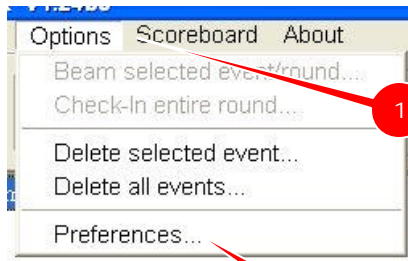 Options Scoreboard About
Beam selected event/round...
Check-In entire round...
Delete selected event...
Delete all events...
Preferences...
1